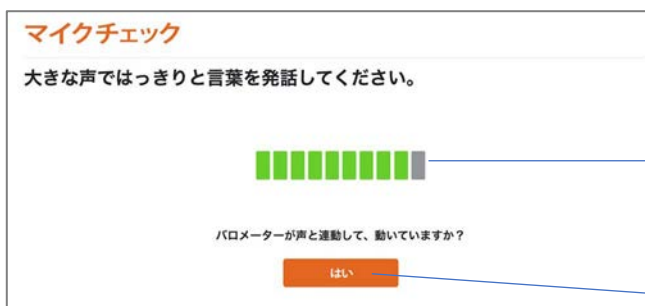 マイクチェック
大きな声ではっきりと言葉を発話してください。
バロメーターが声と連動して、動いていますか？
はい